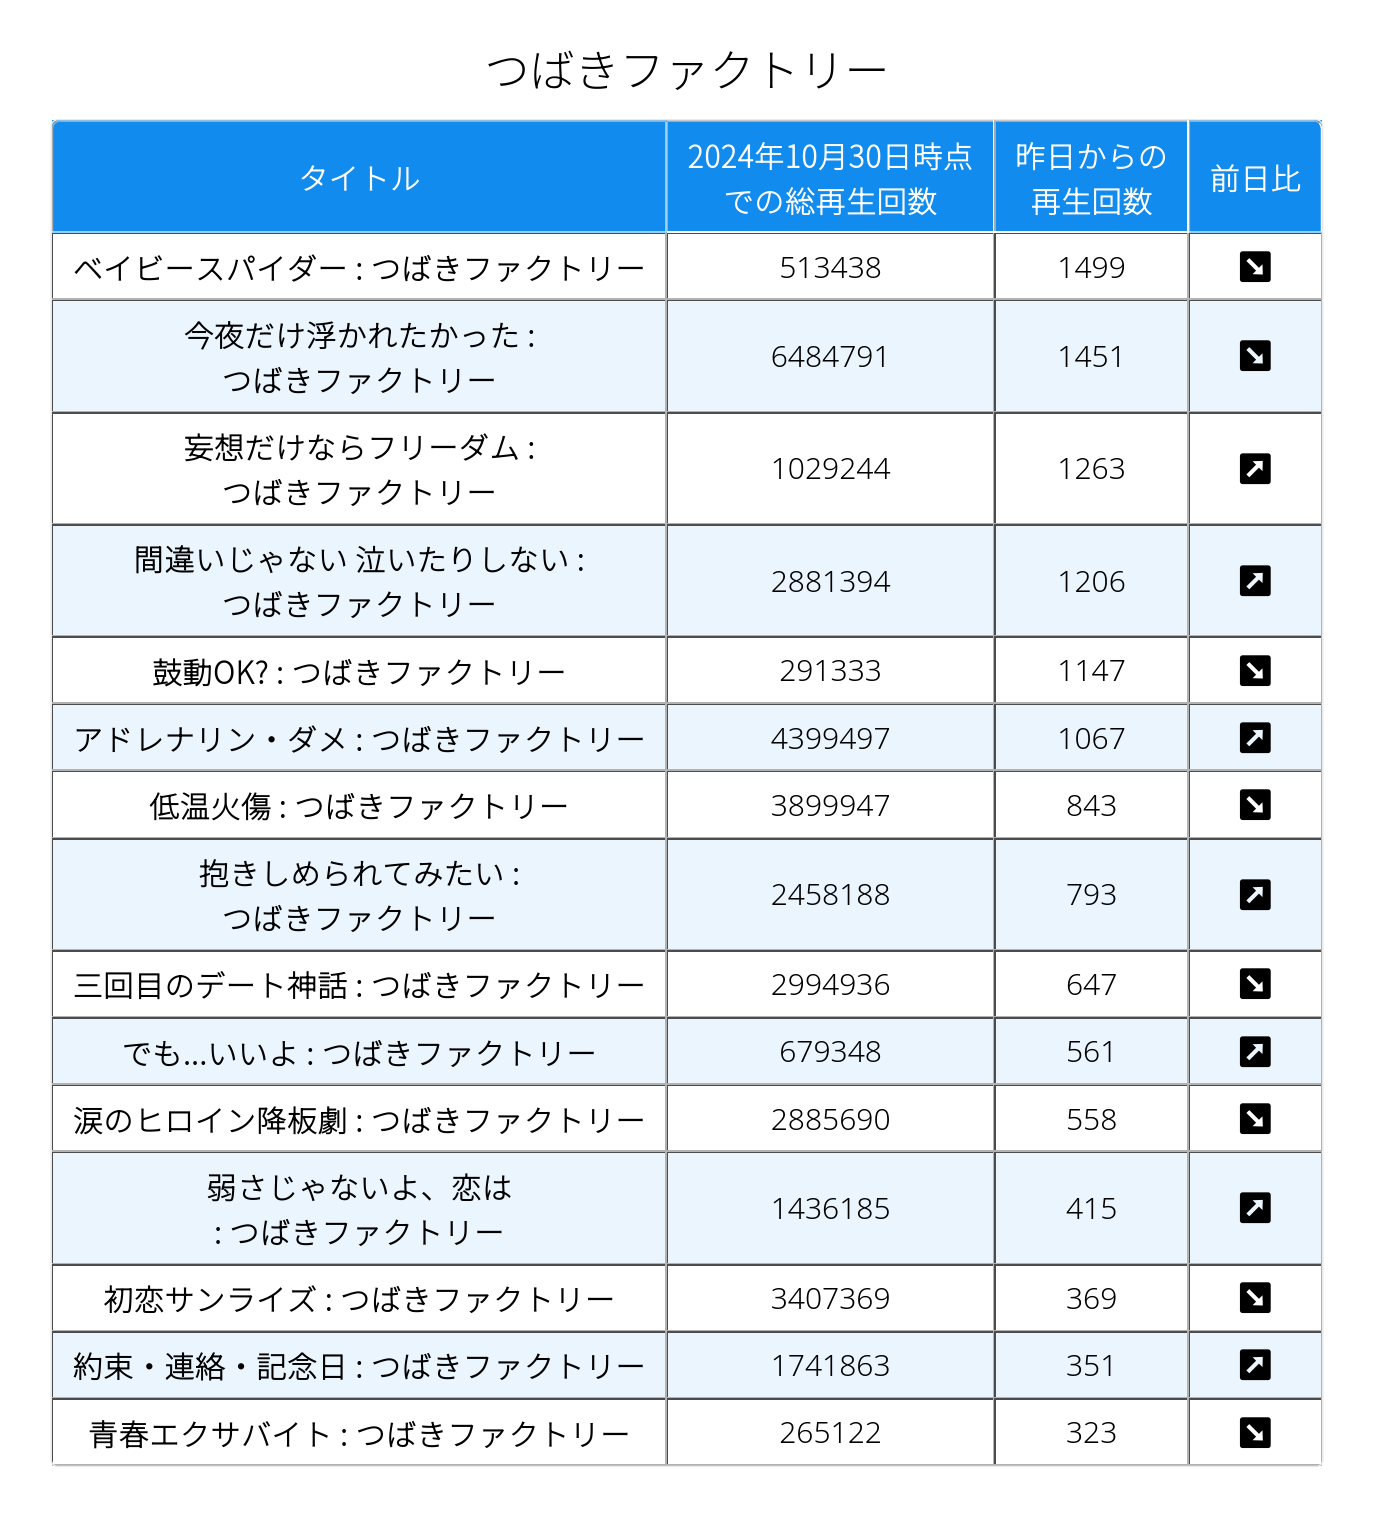 つばきファクトリー
タイトル
2024年10月30日時点
での総再生回数
昨日からの
再生回数
前日比
ベイビースパイダー : つばきファクトリー
513438
1499
↘
今夜だけ浮かれたかった :
つばきファクトリー
6484791
1451
↘
妄想だけならフリーダム :
つばきファクトリー
1029244
1263
↗
間違いじゃない 泣いたりしない :
つばきファクトリー
2881394
1206
↗
鼓動OK? : つばきファクトリー
291333
1147
↘
アドレナリン・ダメ : つばきファクトリー
4399497
1067
↗
低温火傷 : つばきファクトリー
3899947
843
↘
抱きしめられてみたい :
つばきファクトリー
2458188
793
↗
三回目のデート神話 : つばきファクトリー
2994936
647
↘
でも...いいよ : つばきファクトリー
679348
561
↗
涙のヒロイン降板劇 : つばきファクトリー
2885690
558
↘
弱さじゃないよ、恋は
: つばきファクトリー
1436185
415
↗
初恋サンライズ : つばきファクトリー
3407369
369
↘
約束・連絡・記念日 : つばきファクトリー
1741863
351
↗
青春エクサバイト : つばきファクトリー
265122
323
↘